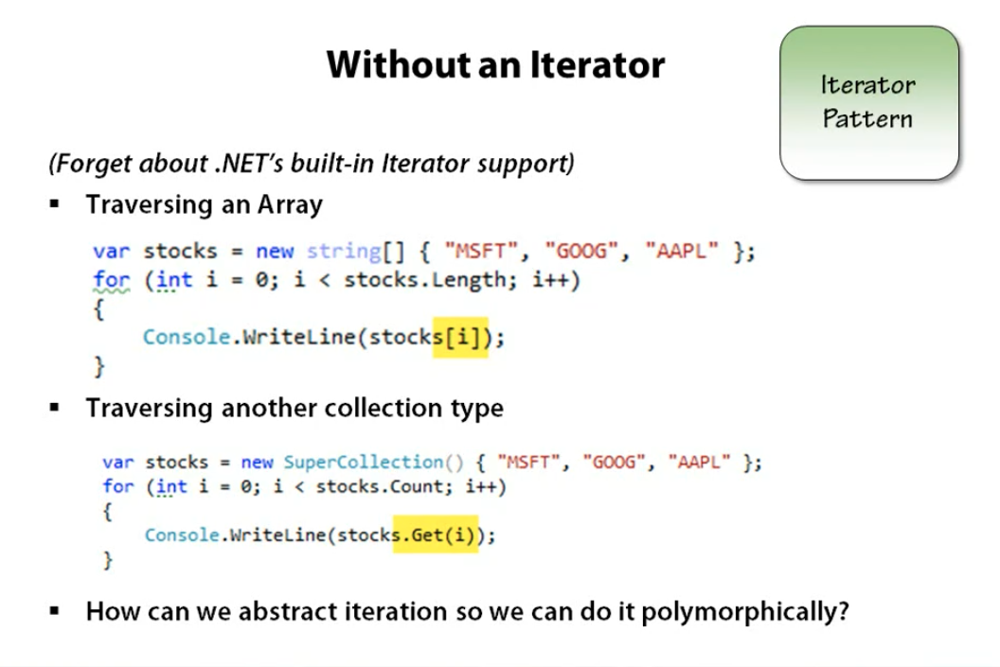 Without an Iterator
Iterator
Pattern
(Forget about .NET's built-in Iterator support)
▪ Traversing an Array
var stocks = new string[] { "MSFT", "GOOG", "AAPL" };
for (int i = 0; i < stocks.Length; i++)
{
    Console.WriteLine(stocks[i]);
}
▪ Traversing another collection type
var stocks = new SuperCollection() { "MSFT", "GOOG", "AAPL" };
for (int i = 0; i < stocks.Count; i++)
{
    Console.WriteLine(stocks.Get(i));
}
▪ How can we abstract iteration so we can do it polymorphically?